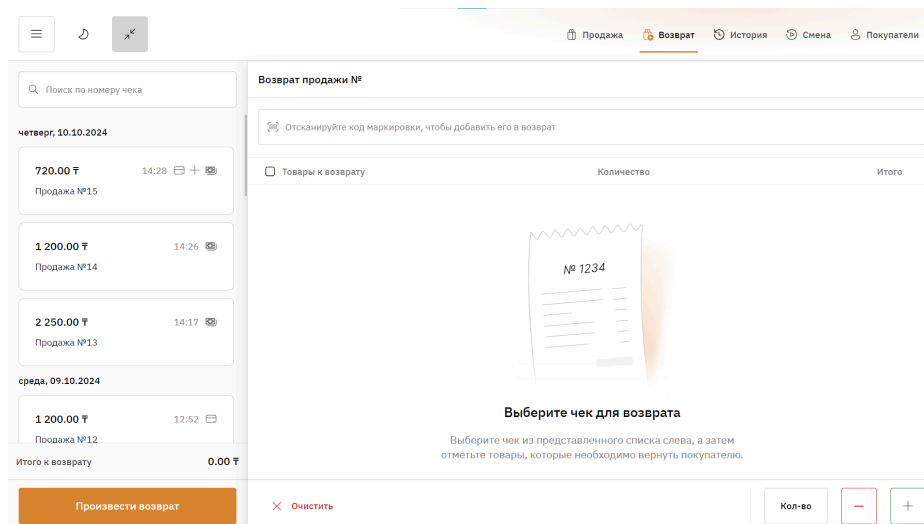 Продажа
Возврат
История
Смена
Покупатели
Поиск по номеру чека
четверг, 10.10.2024
720.00 ₸
14:28
Продажа №15
1 200.00 ₸
14:26
Продажа №14
2 250.00 ₸
14:17
Продажа №13
среда, 09.10.2024
1 200.00 ₸
12:52
Продажа №12
Итого к возврату
0.00 ₸
Произвести возврат
Возврат продажи №
Отсканируйте код маркировки, чтобы добавить его в возврат
Товары к возврату
Количество
Итого
№ 1234
Выберите чек для возврата
Выберите чек из представленного списка слева, а затем
отметьте товары, которые необходимо вернуть покупателю.
Очистить
Кол-во